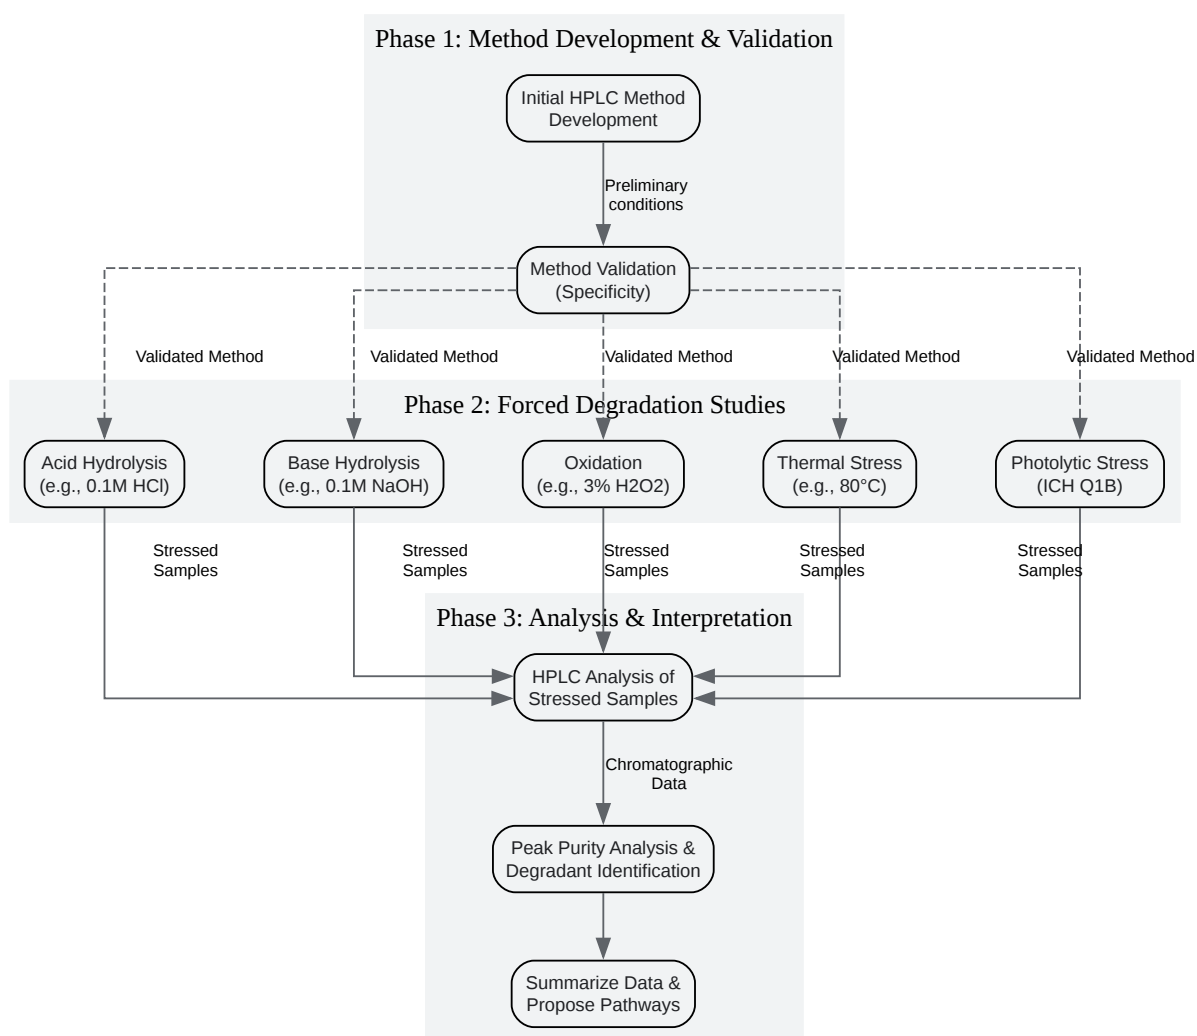 Phase 1: Method Development & Validation
Initial HPLC Method
Development
Preliminary
conditions
Method Validation
(Specificity)
Validated Method
Validated Method
Validated Method
Validated Method
Validated Method
Phase 2: Forced Degradation Studies
Acid Hydrolysis
(e.g., 0.1M HCl)
Base Hydrolysis
(e.g., 0.1M NaOH)
Oxidation
(e.g., 3% H2O2)
Thermal Stress
(e.g., 80°C)
Photolytic Stress
(ICH Q1B)
Stressed
Samples
Stressed
Samples
Stressed
Samples
Stressed
Samples
Stressed
Samples
Phase 3: Analysis & Interpretation
HPLC Analysis of
Stressed Samples
Chromatographic
Data
Peak Purity Analysis &
Degradant Identification
Summarize Data &
Propose Pathways